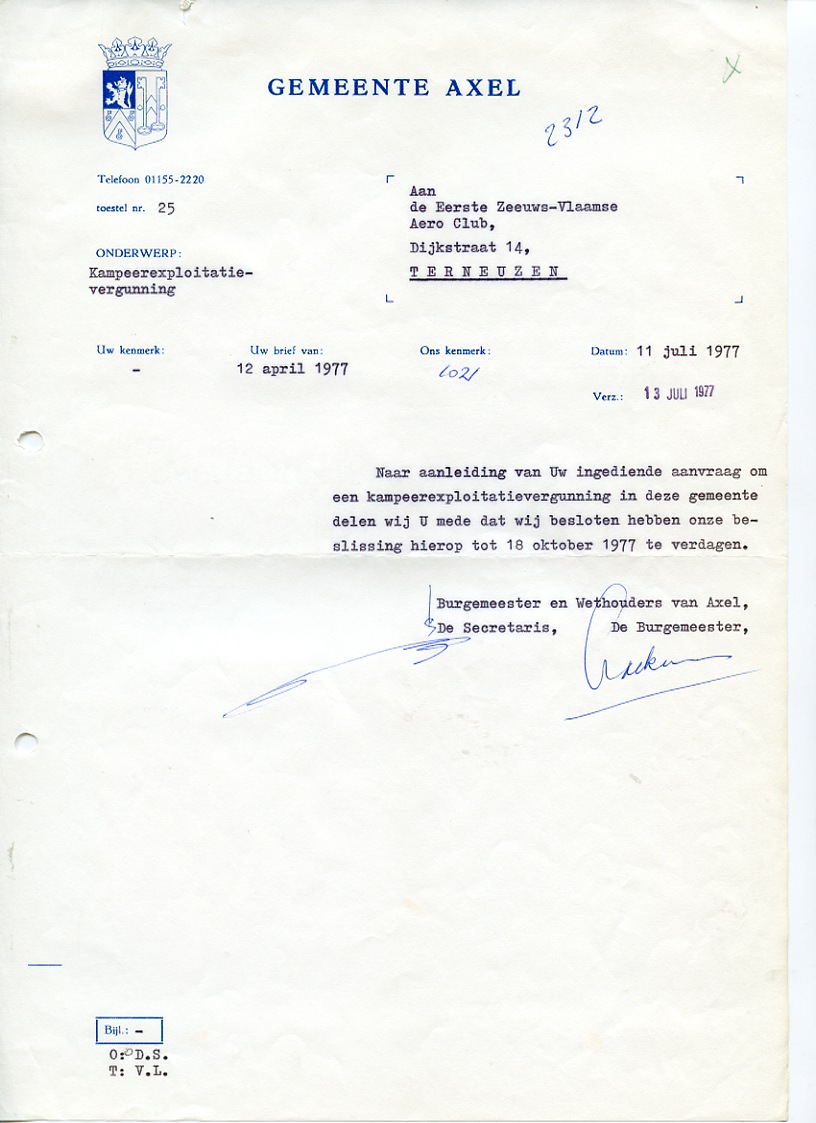 GEMEENTE AXEL
2312
Telefoon 01155-2220
toestel nr. 25
ONDERWERP:
Kampeerexploitatie-
vergunning
Aan
de Eerste Zeeuws-Vlaamse
Aero Club,
Dijkstraat 14,
TERNEUZEN
Uw kenmerk:
-
Uw brief van:
12 april 1977
Ons kenmerk:
1021
Datum: 11 juli 1977
Verz.: 13 JULI 1977
Naar aanleiding van Uw ingediende aanvraag om
een kampeerexploitatievergunning in deze gemeente
delen wij U mede dat wij besloten hebben onze be-
slissing hierop tot 18 oktober 1977 te verdagen.
Burgemeester en Wethouders van Axel,
De Secretaris, De Burgemeester,
Bijl.: -
O: D.S.
T: V.L.